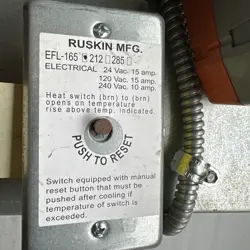 RUSKIN MFG.
EFL-165 212 285
ELECTRICAL 24 Vac. 15 amp.
120 Vac. 15 amp.
240 Vac. 10 amp.
Heat switch (brn) to (brn)
opens on temperature
rise above temp. indicated.
PUSH TO RESET
Switch equipped with manual
reset button that must be
pushed after cooling if
temperature of switch is
exceeded.